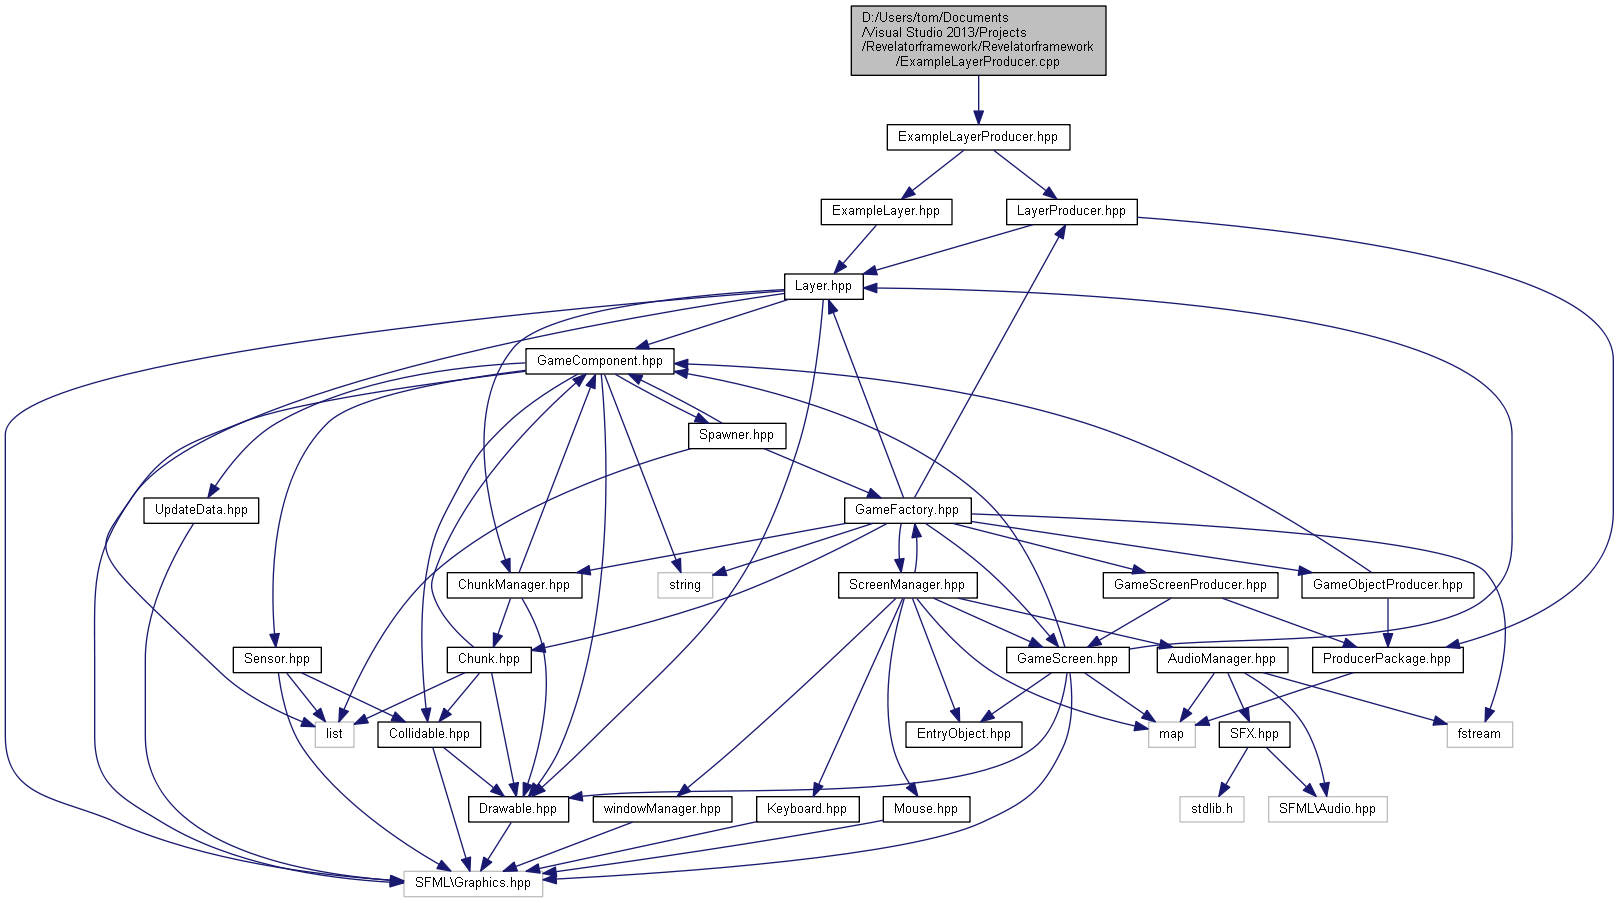 D:/Users/tom/Documents
/Visual Studio 2013/Projects
/Revelatorframework/Revelatorframework
/ExampleLayerProducer.cpp
ExampleLayerProducer.hpp
ExampleLayer.hpp
LayerProducer.hpp
Layer.hpp
GameComponent.hpp
Spawner.hpp
UpdateData.hpp
GameFactory.hpp
ChunkManager.hpp
string
ScreenManager.hpp
GameScreenProducer.hpp
GameObjectProducer.hpp
Sensor.hpp
Chunk.hpp
GameScreen.hpp
AudioManager.hpp
ProducerPackage.hpp
list
Collidable.hpp
EntryObject.hpp
map
SFX.hpp
fstream
Drawable.hpp
windowManager.hpp
Keyboard.hpp
Mouse.hpp
stdlib.h
SFML\Audio.hpp
SFML\Graphics.hpp